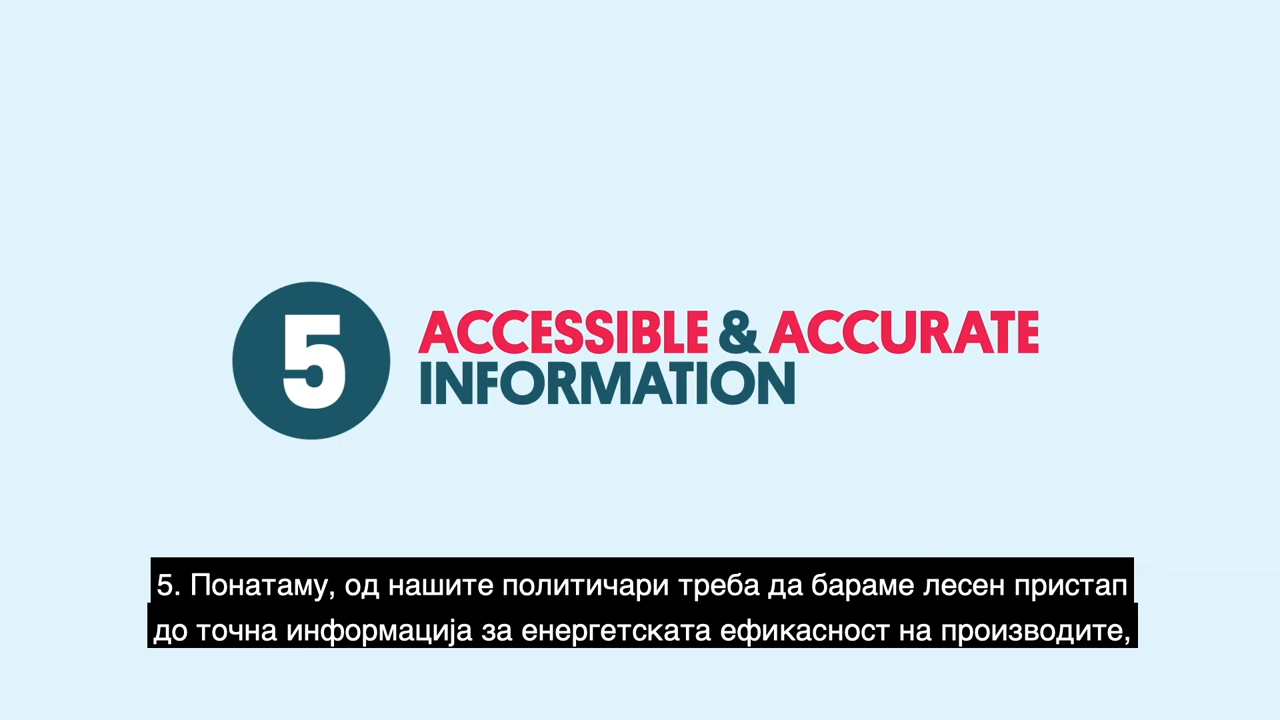 5
ACCESSIBLE & ACCURATE
INFORMATION
5. Понатаму, од нашите политичари треба да бараме лесен пристап
до точна информација за енергетската ефикасност на производите,